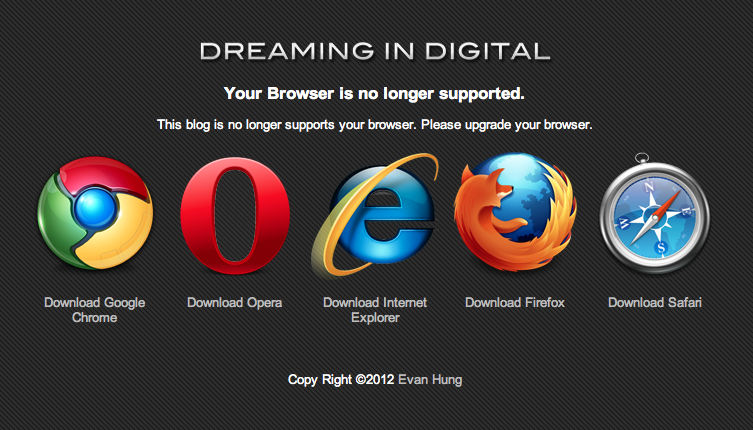 DREAMING IN DIGITAL
Your Browser is no longer supported.
This blog is no longer supports your browser. Please upgrade your browser.
N
E
S
W
Download Google
Chrome
Download Opera
Download Internet
Explorer
Download Firefox
Download Safari
Copy Right ©2012 Evan Hung